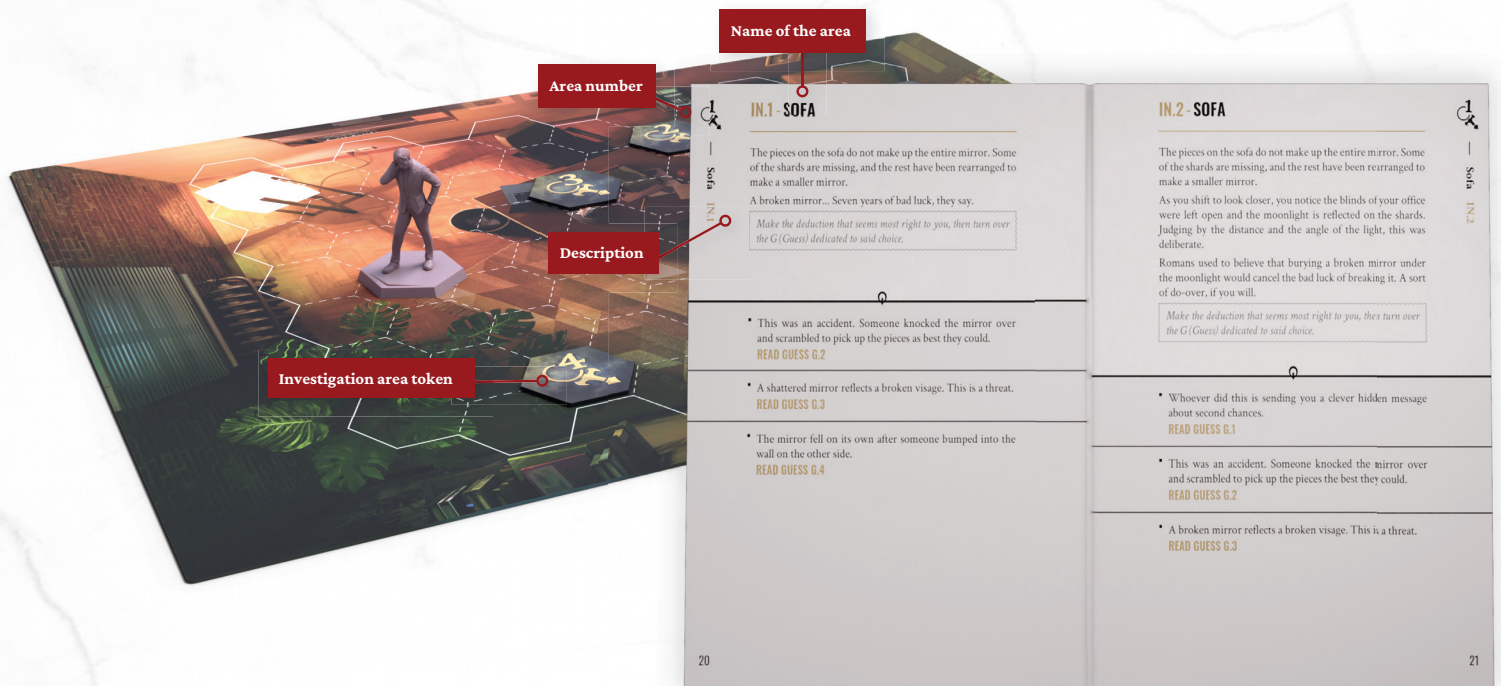 Name of the area
Area number
Description
Investigation area token
2
3
4
1
— Sofa IN.1
IN.1 - SOFA
The pieces on the sofa do not make up the entire mirror. Some
of the shards are missing, and the rest have been rearranged to
make a smaller mirror.
A broken mirror... Seven years of bad luck, they say.
Make the deduction that seems most right to you, then turn over
the G (Guess) dedicated to said choice.
• This was an accident. Someone knocked the mirror over
and scrambled to pick up the pieces as best they could.
READ GUESS G.2
• A shattered mirror reflects a broken visage. This is a threat.
READ GUESS G.3
• The mirror fell on its own after someone bumped into the
wall on the other side.
READ GUESS G.4
20
IN.2 - SOFA
The pieces on the sofa do not make up the entire mirror. Some
of the shards are missing, and the rest have been rearranged to
make a smaller mirror.
As you shift to look closer, you notice the blinds of your office
were left open and the moonlight is reflected on the shards.
Judging by the distance and the angle of the light, this was
deliberate.
Romans used to believe that burying a broken mirror under
the moonlight would cancel the bad luck of breaking it. A sort
of do-over, if you will.
Make the deduction that seems most right to you, then turn over
the G (Guess) dedicated to said choice.
• Whoever did this is sending you a clever hidden message
about second chances.
READ GUESS G.1
• This was an accident. Someone knocked the mirror over
and scrambled to pick up the pieces the best they could.
READ GUESS G.2
• A broken mirror reflects a broken visage. This is a threat.
READ GUESS G.3
1
— Sofa IN.2
21